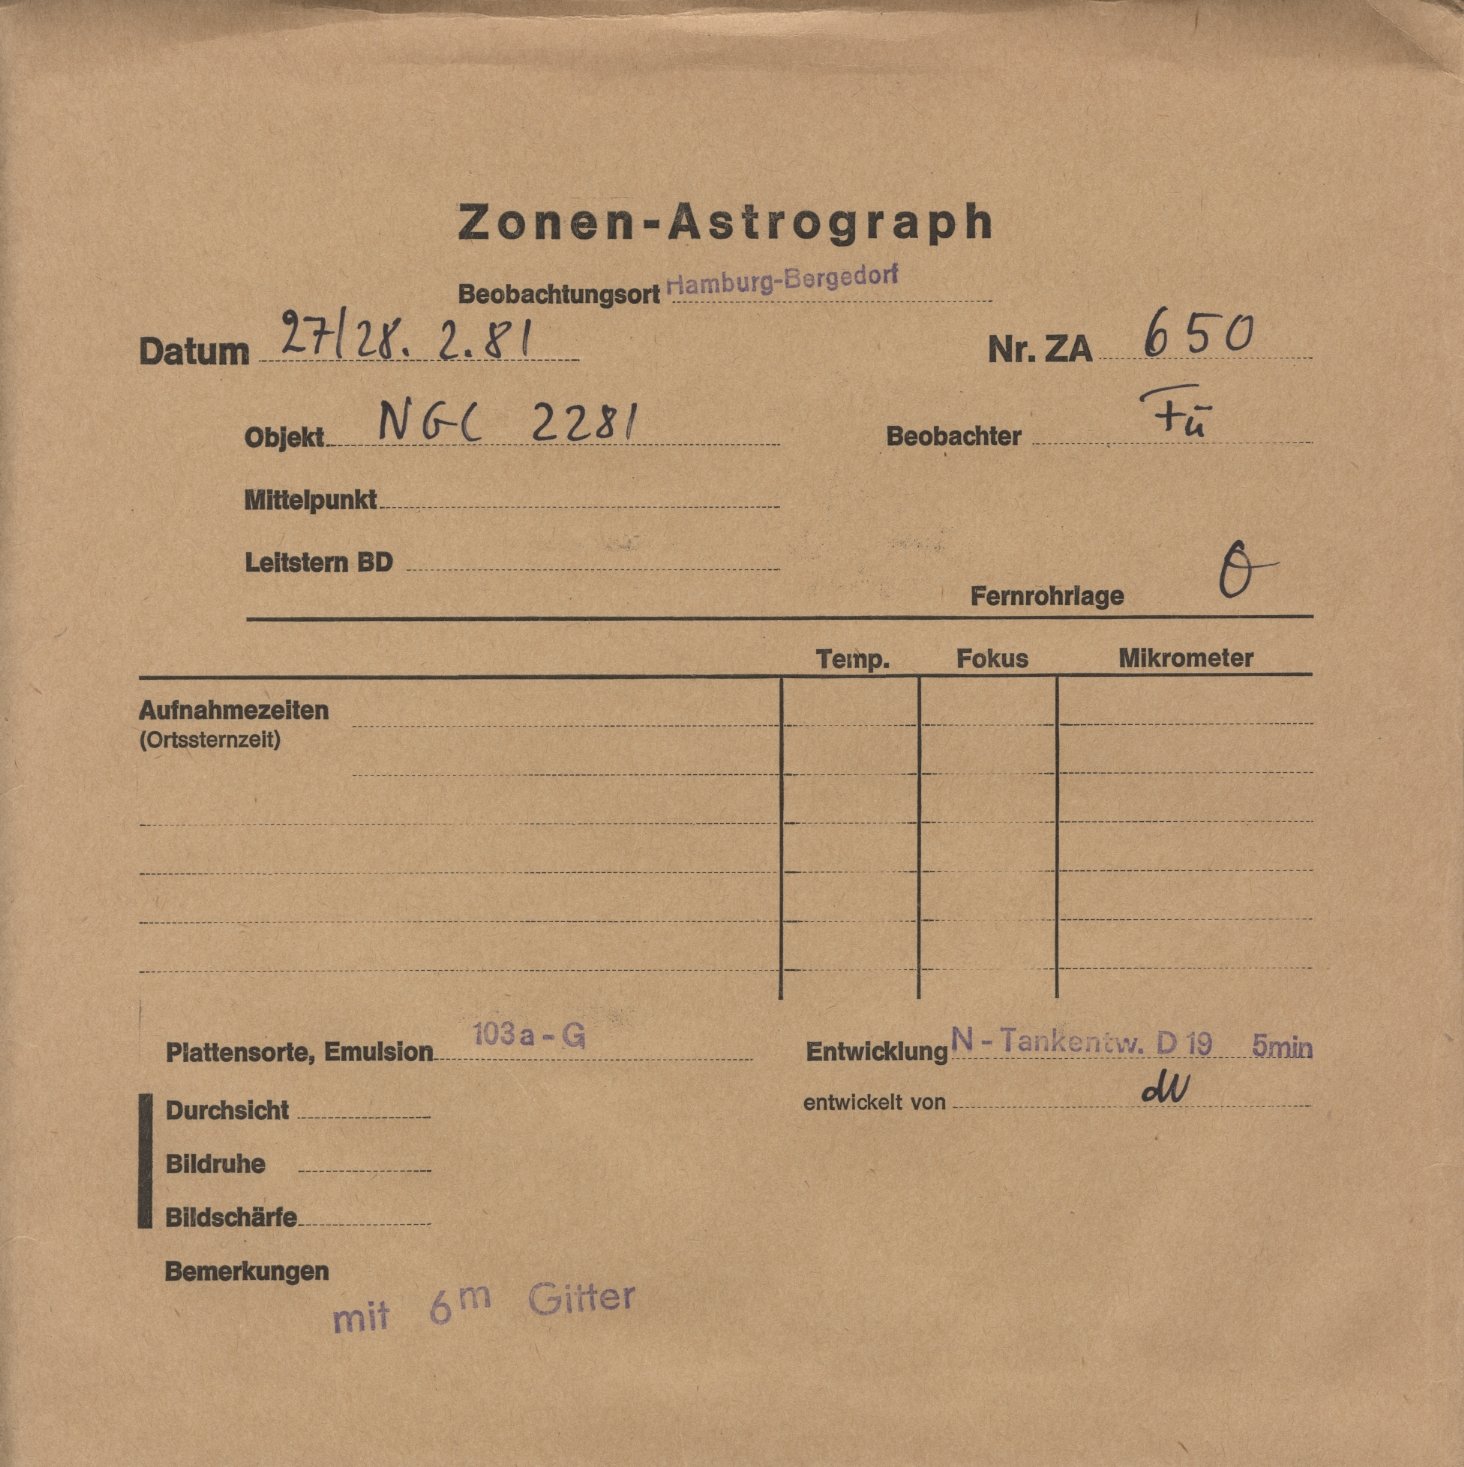 Zonen-Astrograph
Beobachtungsort Hamburg-Bergedorf
Datum 27/28. 2. 81 Nr. ZA 650
Objekt NGC 2281 Beobachter Fü
Mittelpunkt
Leitstern BD
Fernrohrlage O
Temp. Fokus Mikrometer
Aufnahmezeiten
(Ortssternzeit)
Plattensorte, Emulsion 103a-G Entwicklung N-Tankentw. D 19 5min
Durchsicht entwickelt von dW
Bildruhe
Bildschärfe
Bemerkungen
mit 6m Gitter